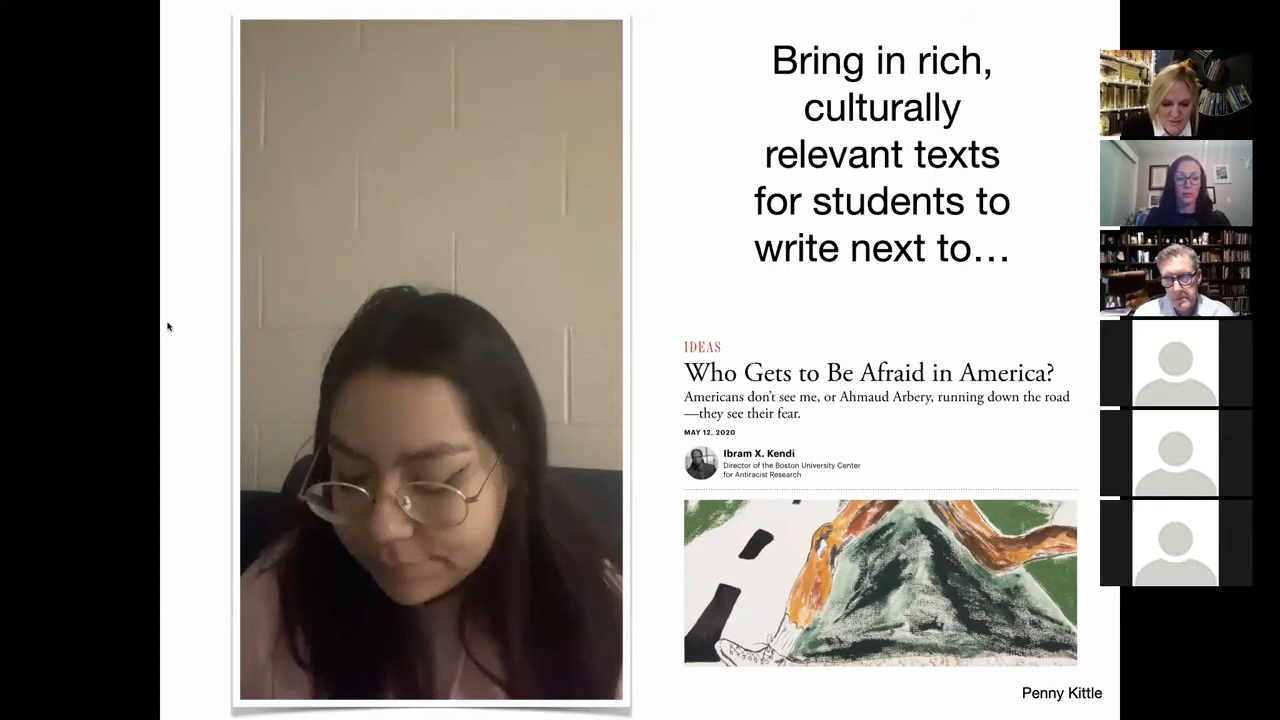 Bring in rich,
culturally
relevant texts
for students to
write next to…
IDEAS
Who Gets to Be Afraid in America?
Americans don't see me, or Ahmaud Arbery, running down the road
—they see their fear.
MAY 12, 2020
Ibram X. Kendi
Director of the Boston University Center
for Antiracist Research
Penny Kittle